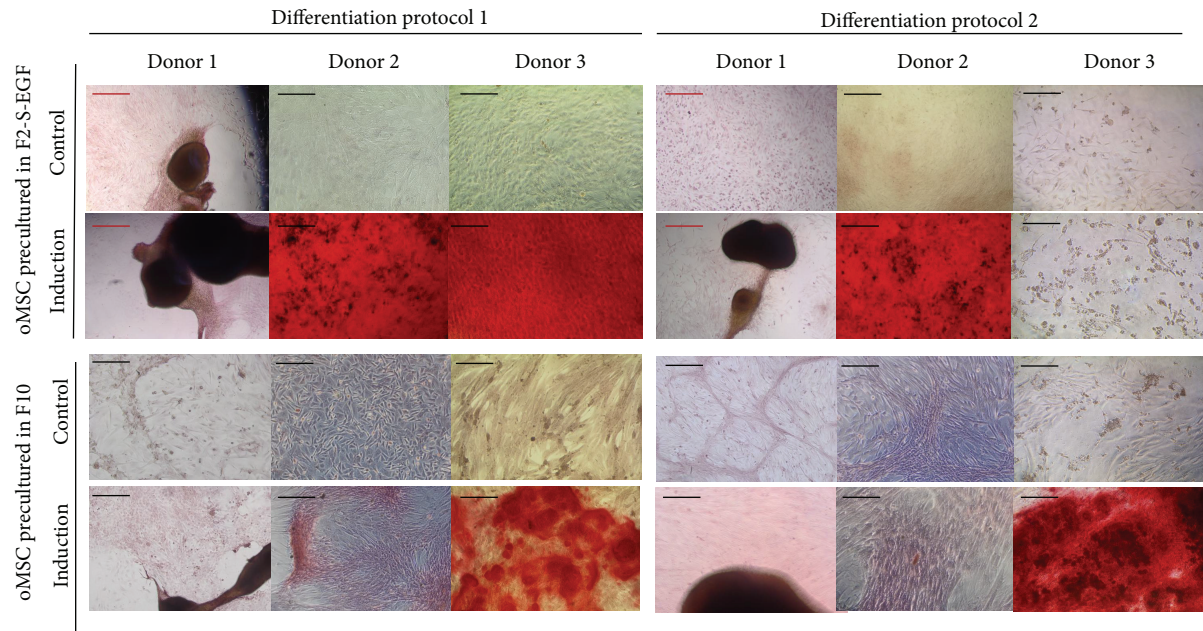 Differentiation protocol 1
Differentiation protocol 2
Donor 1
Donor 2
Donor 3
Donor 1
Donor 2
Donor 3
oMSC precultured in F2-S-EGF
Control
Induction
oMSC precultured in F10
Control
Induction